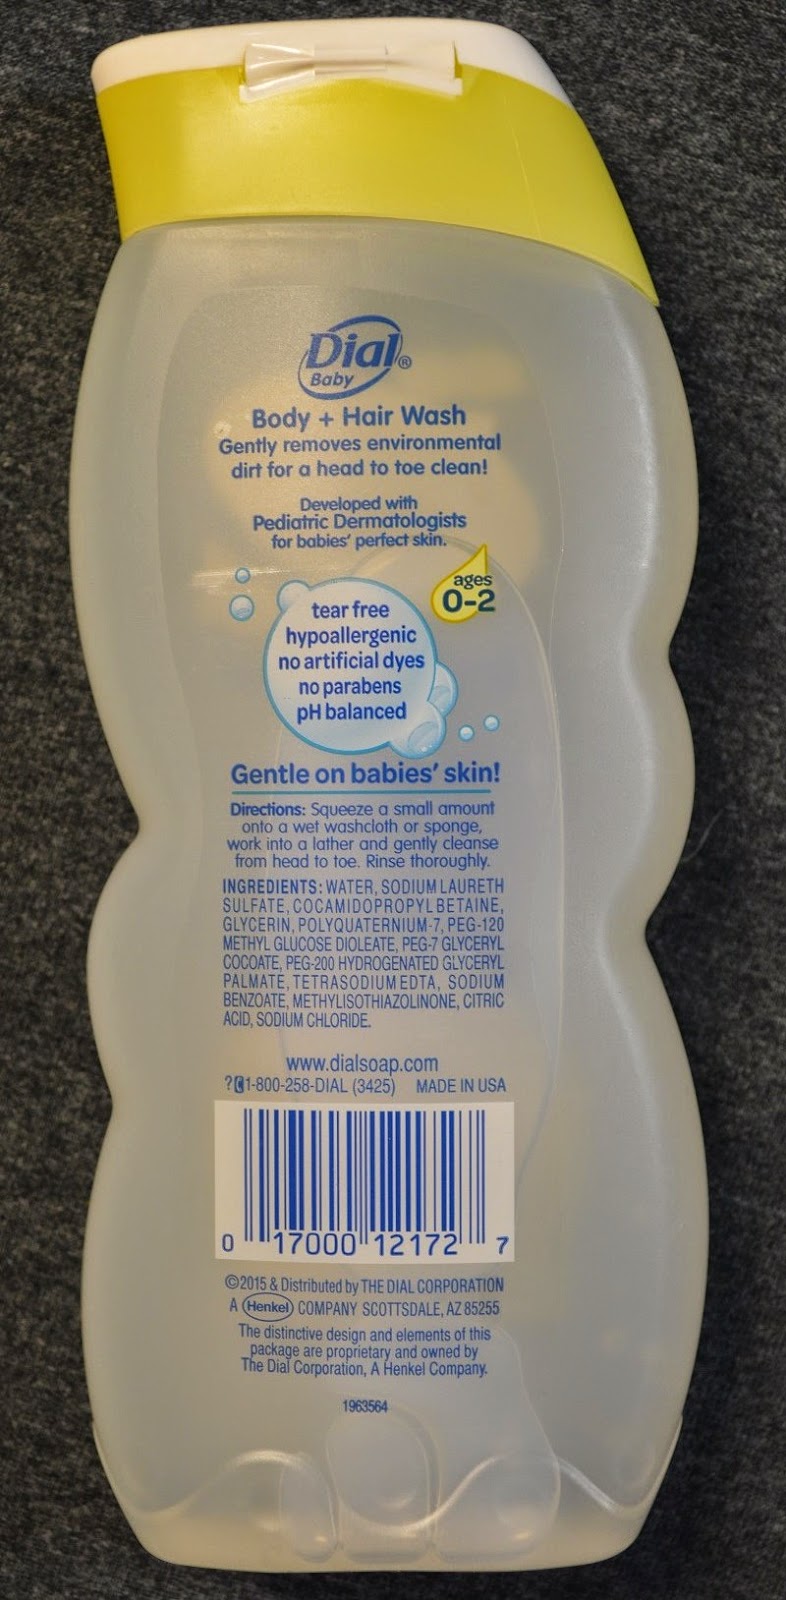 Dial®
Baby
Body + Hair Wash
Gently removes environmental
dirt for a head to toe clean!
Developed with
Pediatric Dermatologists
for babies' perfect skin.
ages
0-2
tear free
hypoallergenic
no artificial dyes
no parabens
pH balanced
Gentle on babies' skin!
Directions: Squeeze a small amount
onto a wet washcloth or sponge,
work into a lather and gently cleanse
from head to toe. Rinse thoroughly.
INGREDIENTS: WATER, SODIUM LAURETH
SULFATE, COCAMIDOPROPYL BETAINE,
GLYCERIN, POLYQUATERNIUM-7, PEG-120
METHYL GLUCOSE DIOLEATE, PEG-7 GLYCERYL
COCOATE, PEG-200 HYDROGENATED GLYCERYL
PALMATE, TETRASODIUM EDTA, SODIUM
BENZOATE, METHYLISOTHIAZOLINONE, CITRIC
ACID, SODIUM CHLORIDE.
www.dialsoap.com
? 1-800-258-DIAL (3425) MADE IN USA
0 17000 12172 7
©2015 & Distributed by THE DIAL CORPORATION
A Henkel COMPANY SCOTTSDALE, AZ 85255
The distinctive design and elements of this
package are proprietary and owned by
The Dial Corporation, A Henkel Company.
1963564